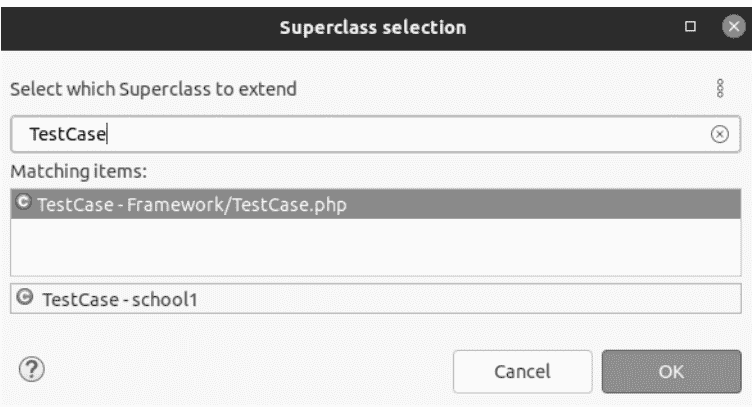 Superclass selection
Select which Superclass to extend
TestCase
Matching items:
C TestCase - Framework/TestCase.php
C TestCase - school1
? Cancel OK